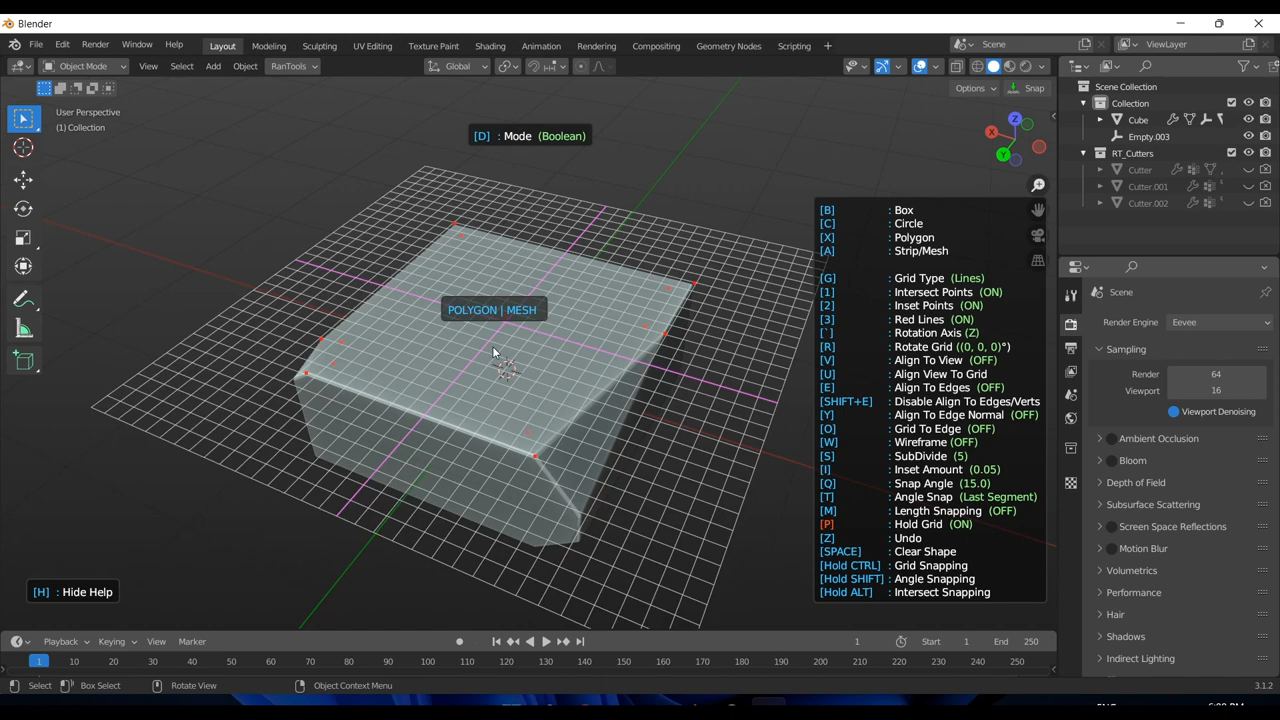 Blender
File Edit Render Window Help Layout Modeling Sculpting UV Editing Texture Paint Shading Animation Rendering Compositing Geometry Nodes Scripting + Scene ViewLayer
Object Mode View Select Add Object RanTools Global
Options Snap
User Perspective
(1) Collection
[D] : Mode (Boolean)
X
Z
Y
POLYGON | MESH
[B] : Box
[C] : Circle
[X] : Polygon
[A] : Strip/Mesh
[G] : Grid Type (Lines)
[1] : Intersect Points (ON)
[2] : Inset Points (ON)
[3] : Red Lines (ON)
[`] : Rotation Axis (Z)
[R] : Rotate Grid ((0, 0, 0)°)
[V] : Align To View (OFF)
[U] : Align View To Grid
[E] : Align To Edges (OFF)
[SHIFT+E] : Disable Align To Edges/Verts
[Y] : Align To Edge Normal (OFF)
[O] : Grid To Edge (OFF)
[W] : Wireframe (OFF)
[S] : SubDivide (5)
[I] : Inset Amount (0.05)
[Q] : Snap Angle (15.0)
[T] : Angle Snap (Last Segment)
[M] : Length Snapping (OFF)
[P] : Hold Grid (ON)
[Z] : Undo
[SPACE] : Clear Shape
[Hold CTRL] : Grid Snapping
[Hold SHIFT] : Angle Snapping
[Hold ALT] : Intersect Snapping
[H] : Hide Help
Scene Collection
Collection
Cube
Empty.003
RT_Cutters
Cutter
Cutter.001
Cutter.002
Scene
Render Engine Eevee
Sampling
Render 64
Viewport 16
Viewport Denoising
Ambient Occlusion
Bloom
Depth of Field
Subsurface Scattering
Screen Space Reflections
Motion Blur
Volumetrics
Performance
Hair
Shadows
Indirect Lighting
Playback Keying View Marker 1 Start 1 End 250
1 10 20 30 40 50 60 70 80 90 100 110 120 130 140 150 160 170 180 190 200 210 220 230 240 250
Select Box Select Rotate View Object Context Menu 3.1.2